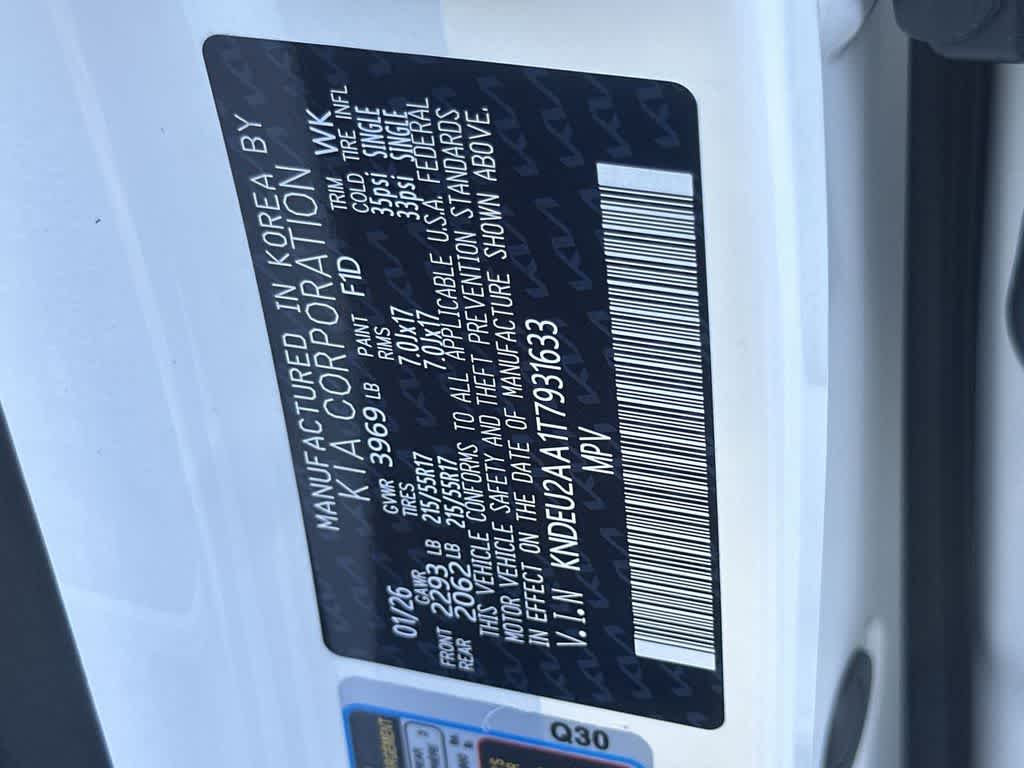 MANUFACTURED IN KOREA BY
KIA CORPORATION
01/26 GVWR 3969 LB PAINT F1D TRIM WK
GAWR TIRES RIMS COLD TIRE INFL
FRONT 2293 LB 215/55R17 7.0Jx17 35psi SINGLE
REAR 2062 LB 215/55R17 7.0Jx17 33psi SINGLE
THIS VEHICLE CONFORMS TO ALL APPLICABLE U.S.A. FEDERAL
MOTOR VEHICLE SAFETY AND THEFT PREVENTION STANDARDS
IN EFFECT ON THE DATE OF MANUFACTURE SHOWN ABOVE.
V.I.N KNDEU2AA1T7931633
MPV
Q30